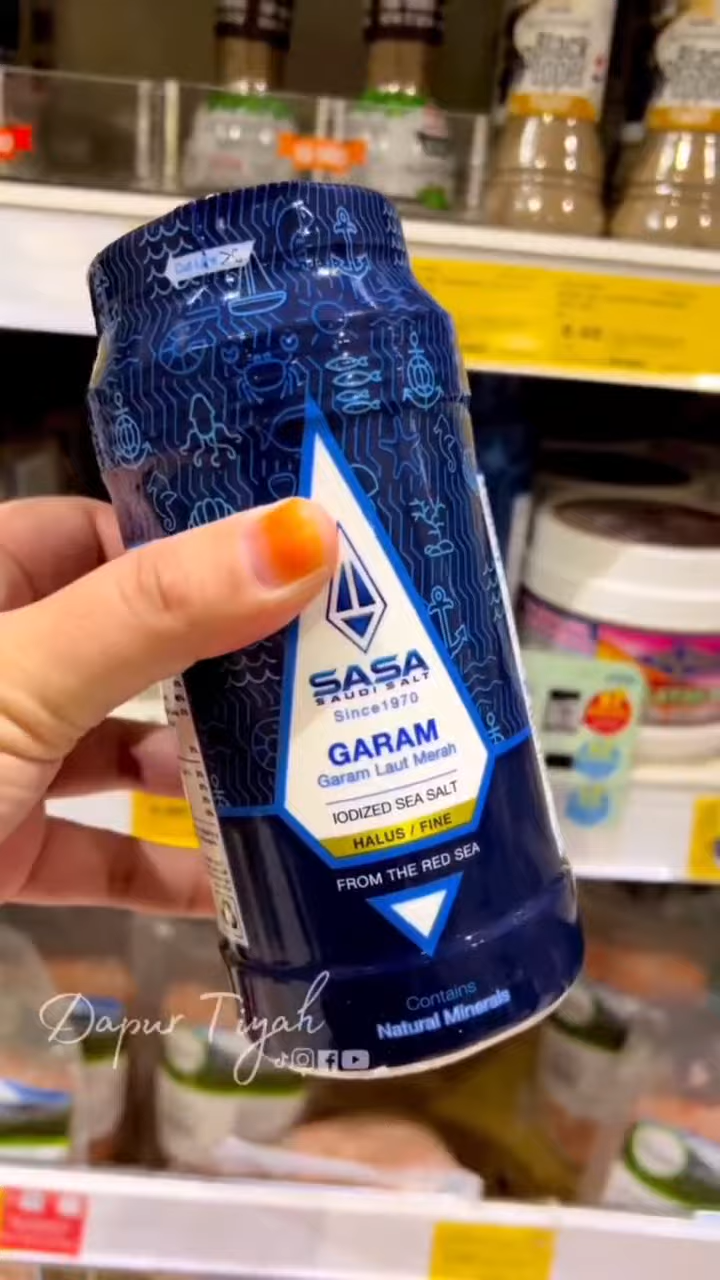 SASA
SAUDI SALT
Since1970
GARAM
Garam Laut Merah
IODIZED SEA SALT
HALUS / FINE
FROM THE RED SEA
Contains
Natural Minerals
Dapur Tiyah